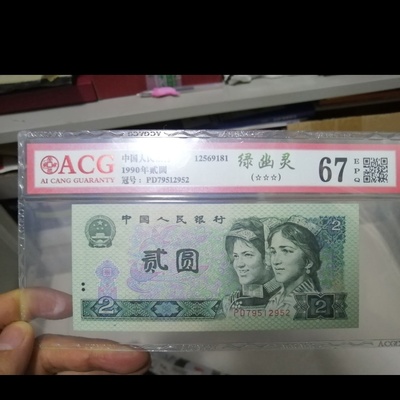 ACG
AI CANG GUARANTY
中国人民
1990年贰圆
冠号：PD79512952
12569181
绿幽灵
(☆☆☆)
67
EPQ
中国人民银行
贰圆
2
2
2
PD79512952